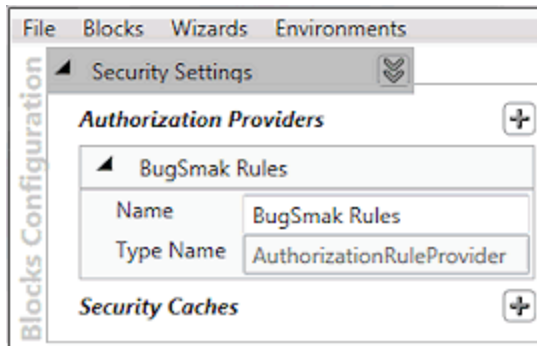 File Blocks Wizards Environments
Blocks Configuration
Security Settings
Authorization Providers
BugSmak Rules
Name BugSmak Rules
Type Name AuthorizationRuleProvider
Security Caches